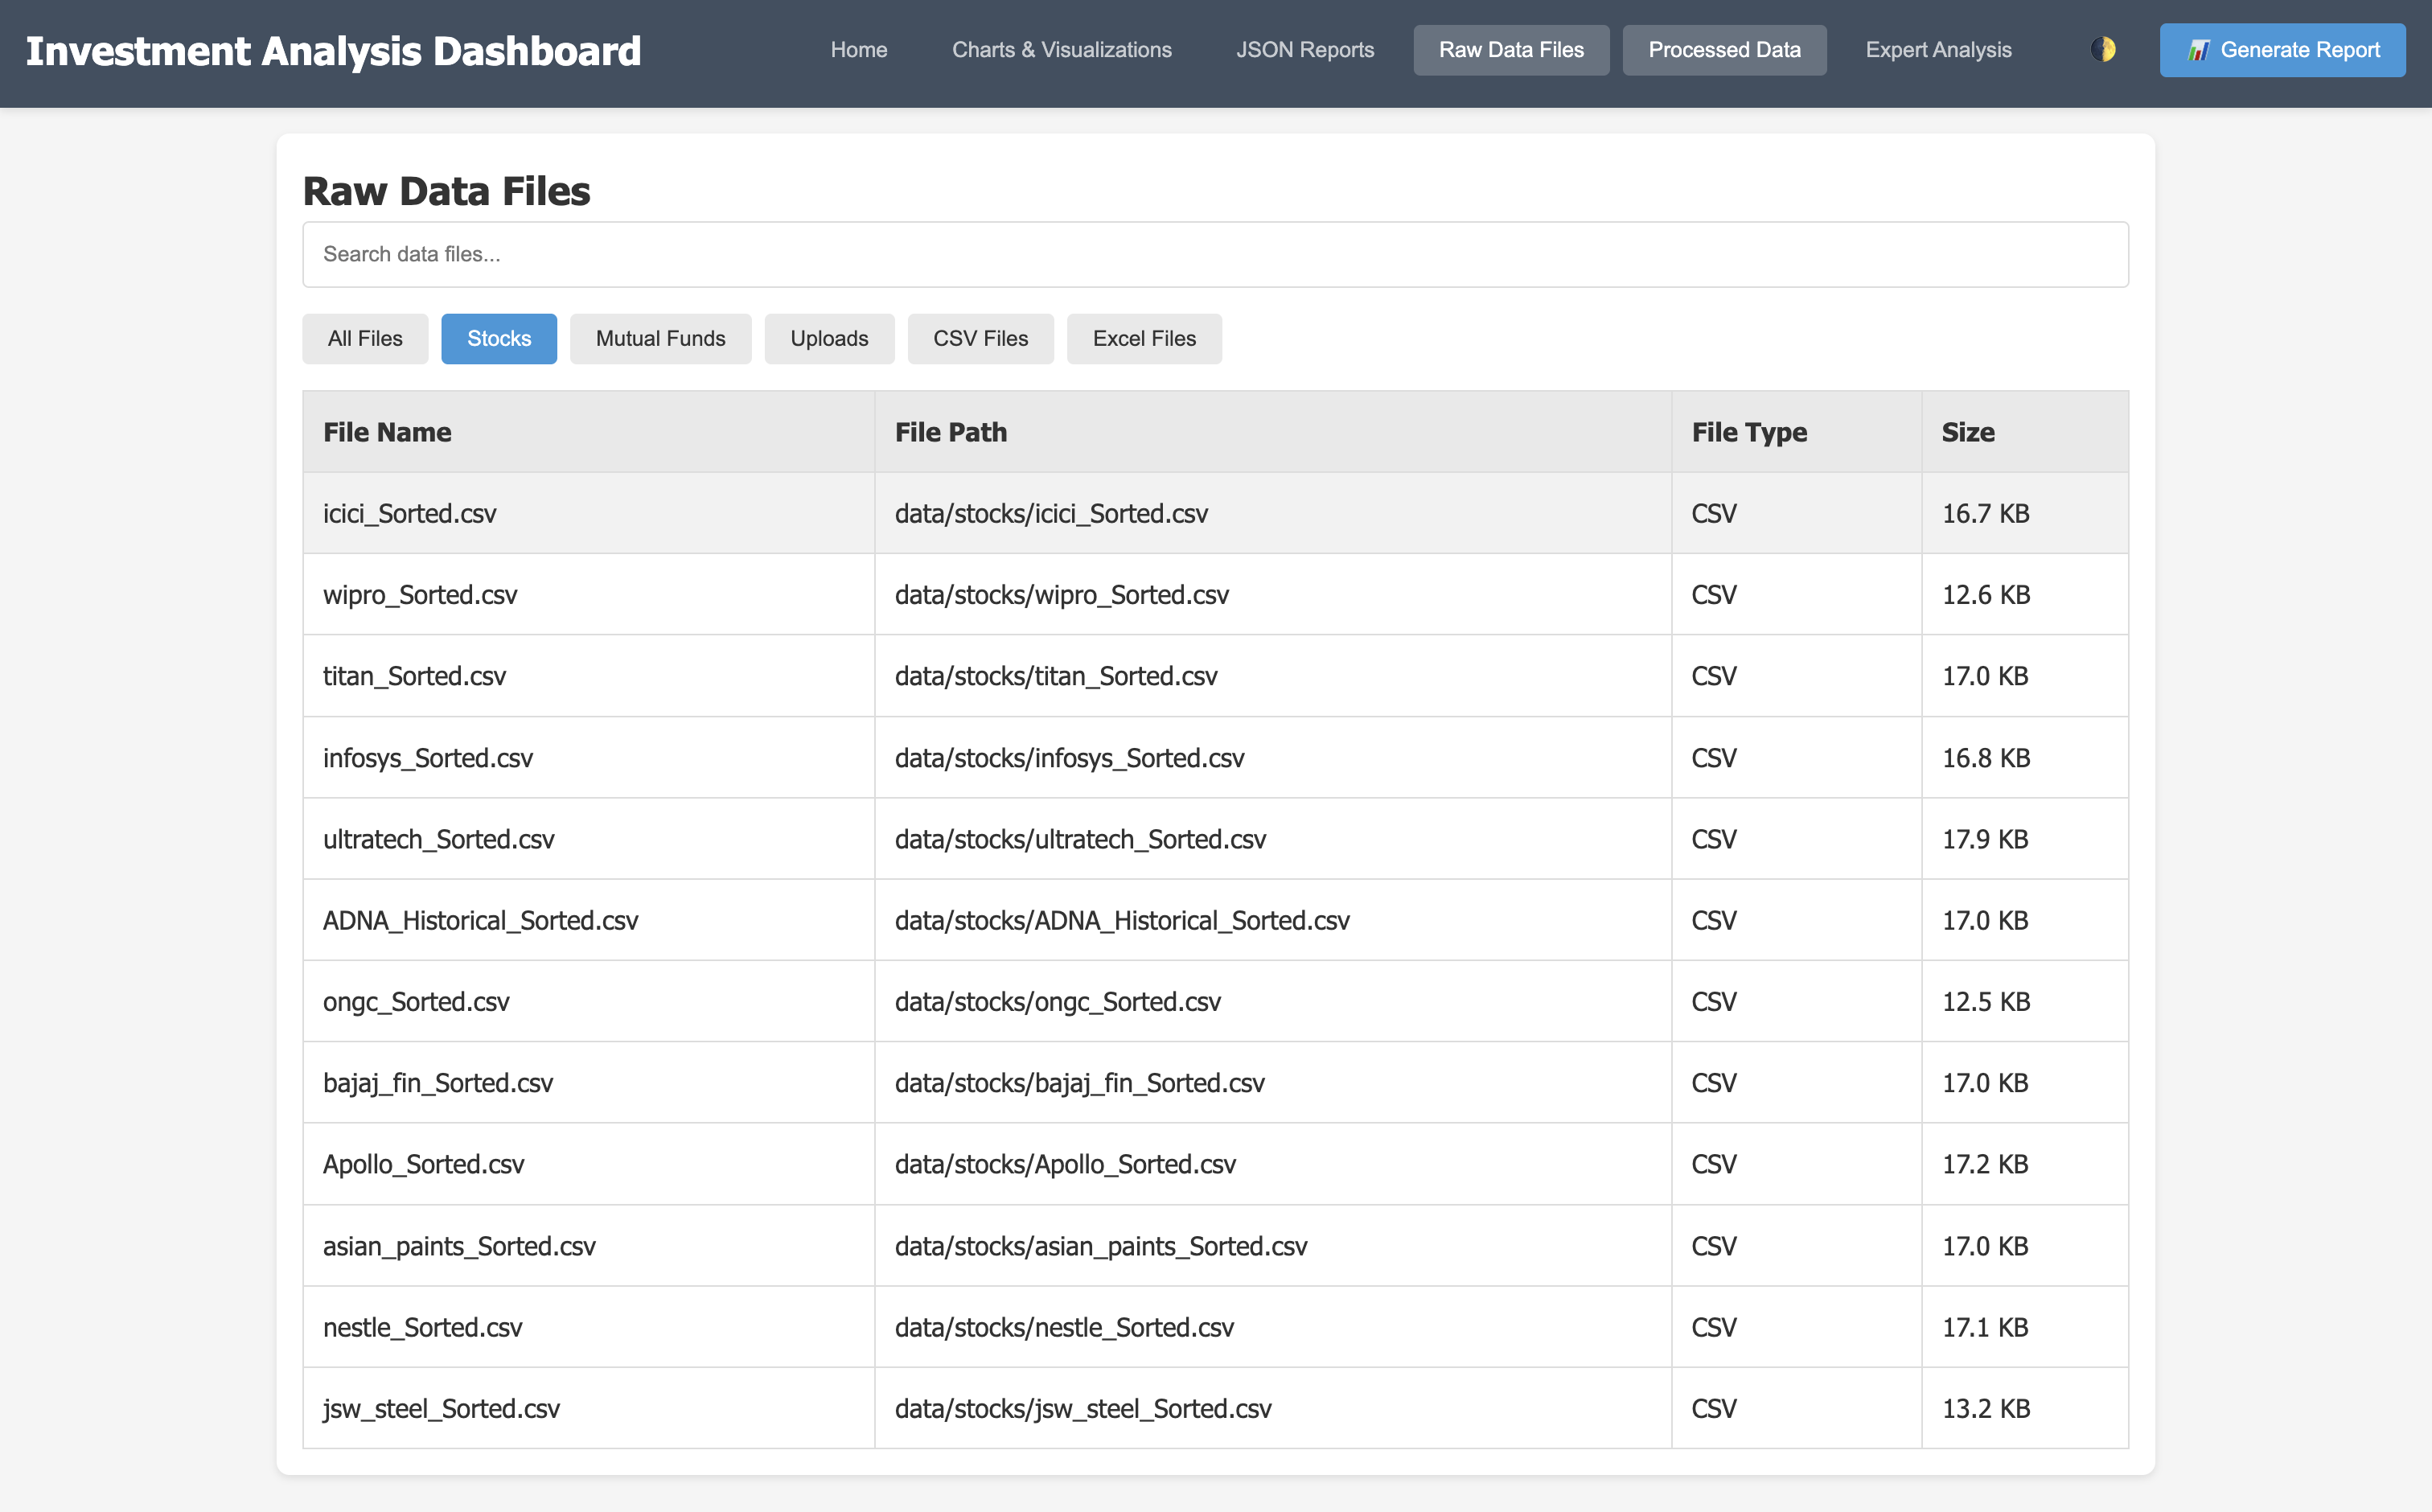 Investment Analysis Dashboard Home Charts & Visualizations JSON Reports Raw Data Files Processed Data Expert Analysis Generate Report
Raw Data Files
Search data files...
All Files Stocks Mutual Funds Uploads CSV Files Excel Files
File Name File Path File Type Size
icici_Sorted.csv data/stocks/icici_Sorted.csv CSV 16.7 KB
wipro_Sorted.csv data/stocks/wipro_Sorted.csv CSV 12.6 KB
titan_Sorted.csv data/stocks/titan_Sorted.csv CSV 17.0 KB
infosys_Sorted.csv data/stocks/infosys_Sorted.csv CSV 16.8 KB
ultratech_Sorted.csv data/stocks/ultratech_Sorted.csv CSV 17.9 KB
ADNA_Historical_Sorted.csv data/stocks/ADNA_Historical_Sorted.csv CSV 17.0 KB
ongc_Sorted.csv data/stocks/ongc_Sorted.csv CSV 12.5 KB
bajaj_fin_Sorted.csv data/stocks/bajaj_fin_Sorted.csv CSV 17.0 KB
Apollo_Sorted.csv data/stocks/Apollo_Sorted.csv CSV 17.2 KB
asian_paints_Sorted.csv data/stocks/asian_paints_Sorted.csv CSV 17.0 KB
nestle_Sorted.csv data/stocks/nestle_Sorted.csv CSV 17.1 KB
jsw_steel_Sorted.csv data/stocks/jsw_steel_Sorted.csv CSV 13.2 KB